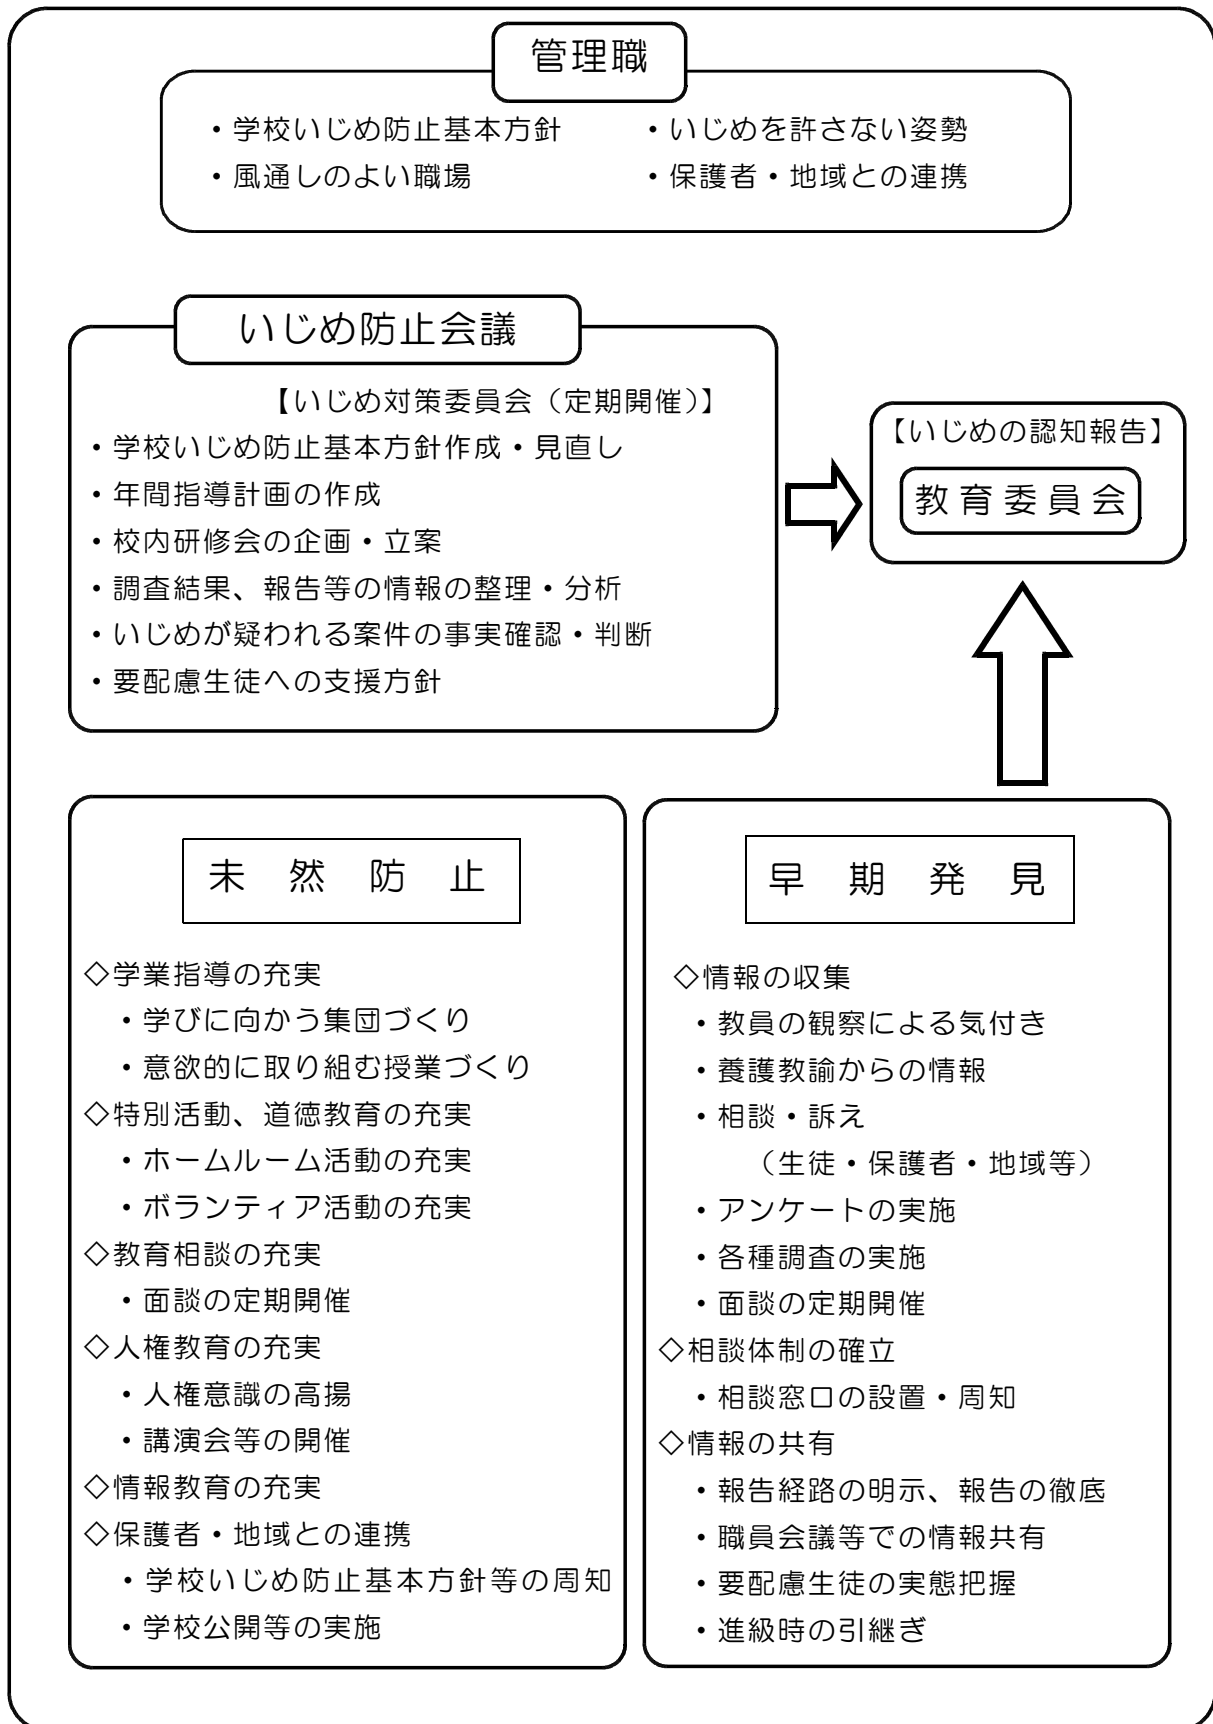 管理職
・学校いじめ防止基本方針　　・いじめを許さない姿勢
・風通しのよい職場　　・保護者・地域との連携
いじめ防止会議
【いじめ対策委員会（定期開催）】
・学校いじめ防止基本方針作成・見直し
・年間指導計画の作成
・校内研修会の企画・立案
・調査結果、報告等の情報の整理・分析
・いじめが疑われる案件の事実確認・判断
・要配慮生徒への支援方針
【いじめの認知報告】
教育委員会
未然防止
◇学業指導の充実
・学びに向かう集団づくり
・意欲的に取り組む授業づくり
◇特別活動、道徳教育の充実
・ホームルーム活動の充実
・ボランティア活動の充実
◇教育相談の充実
・面談の定期開催
◇人権教育の充実
・人権意識の高揚
・講演会等の開催
◇情報教育の充実
◇保護者・地域との連携
・学校いじめ防止基本方針等の周知
・学校公開等の実施
早期発見
◇情報の収集
・教員の観察による気付き
・養護教諭からの情報
・相談・訴え
（生徒・保護者・地域等）
・アンケートの実施
・各種調査の実施
・面談の定期開催
◇相談体制の確立
・相談窓口の設置・周知
◇情報の共有
・報告経路の明示、報告の徹底
・職員会議等での情報共有
・要配慮生徒の実態把握
・進級時の引継ぎ